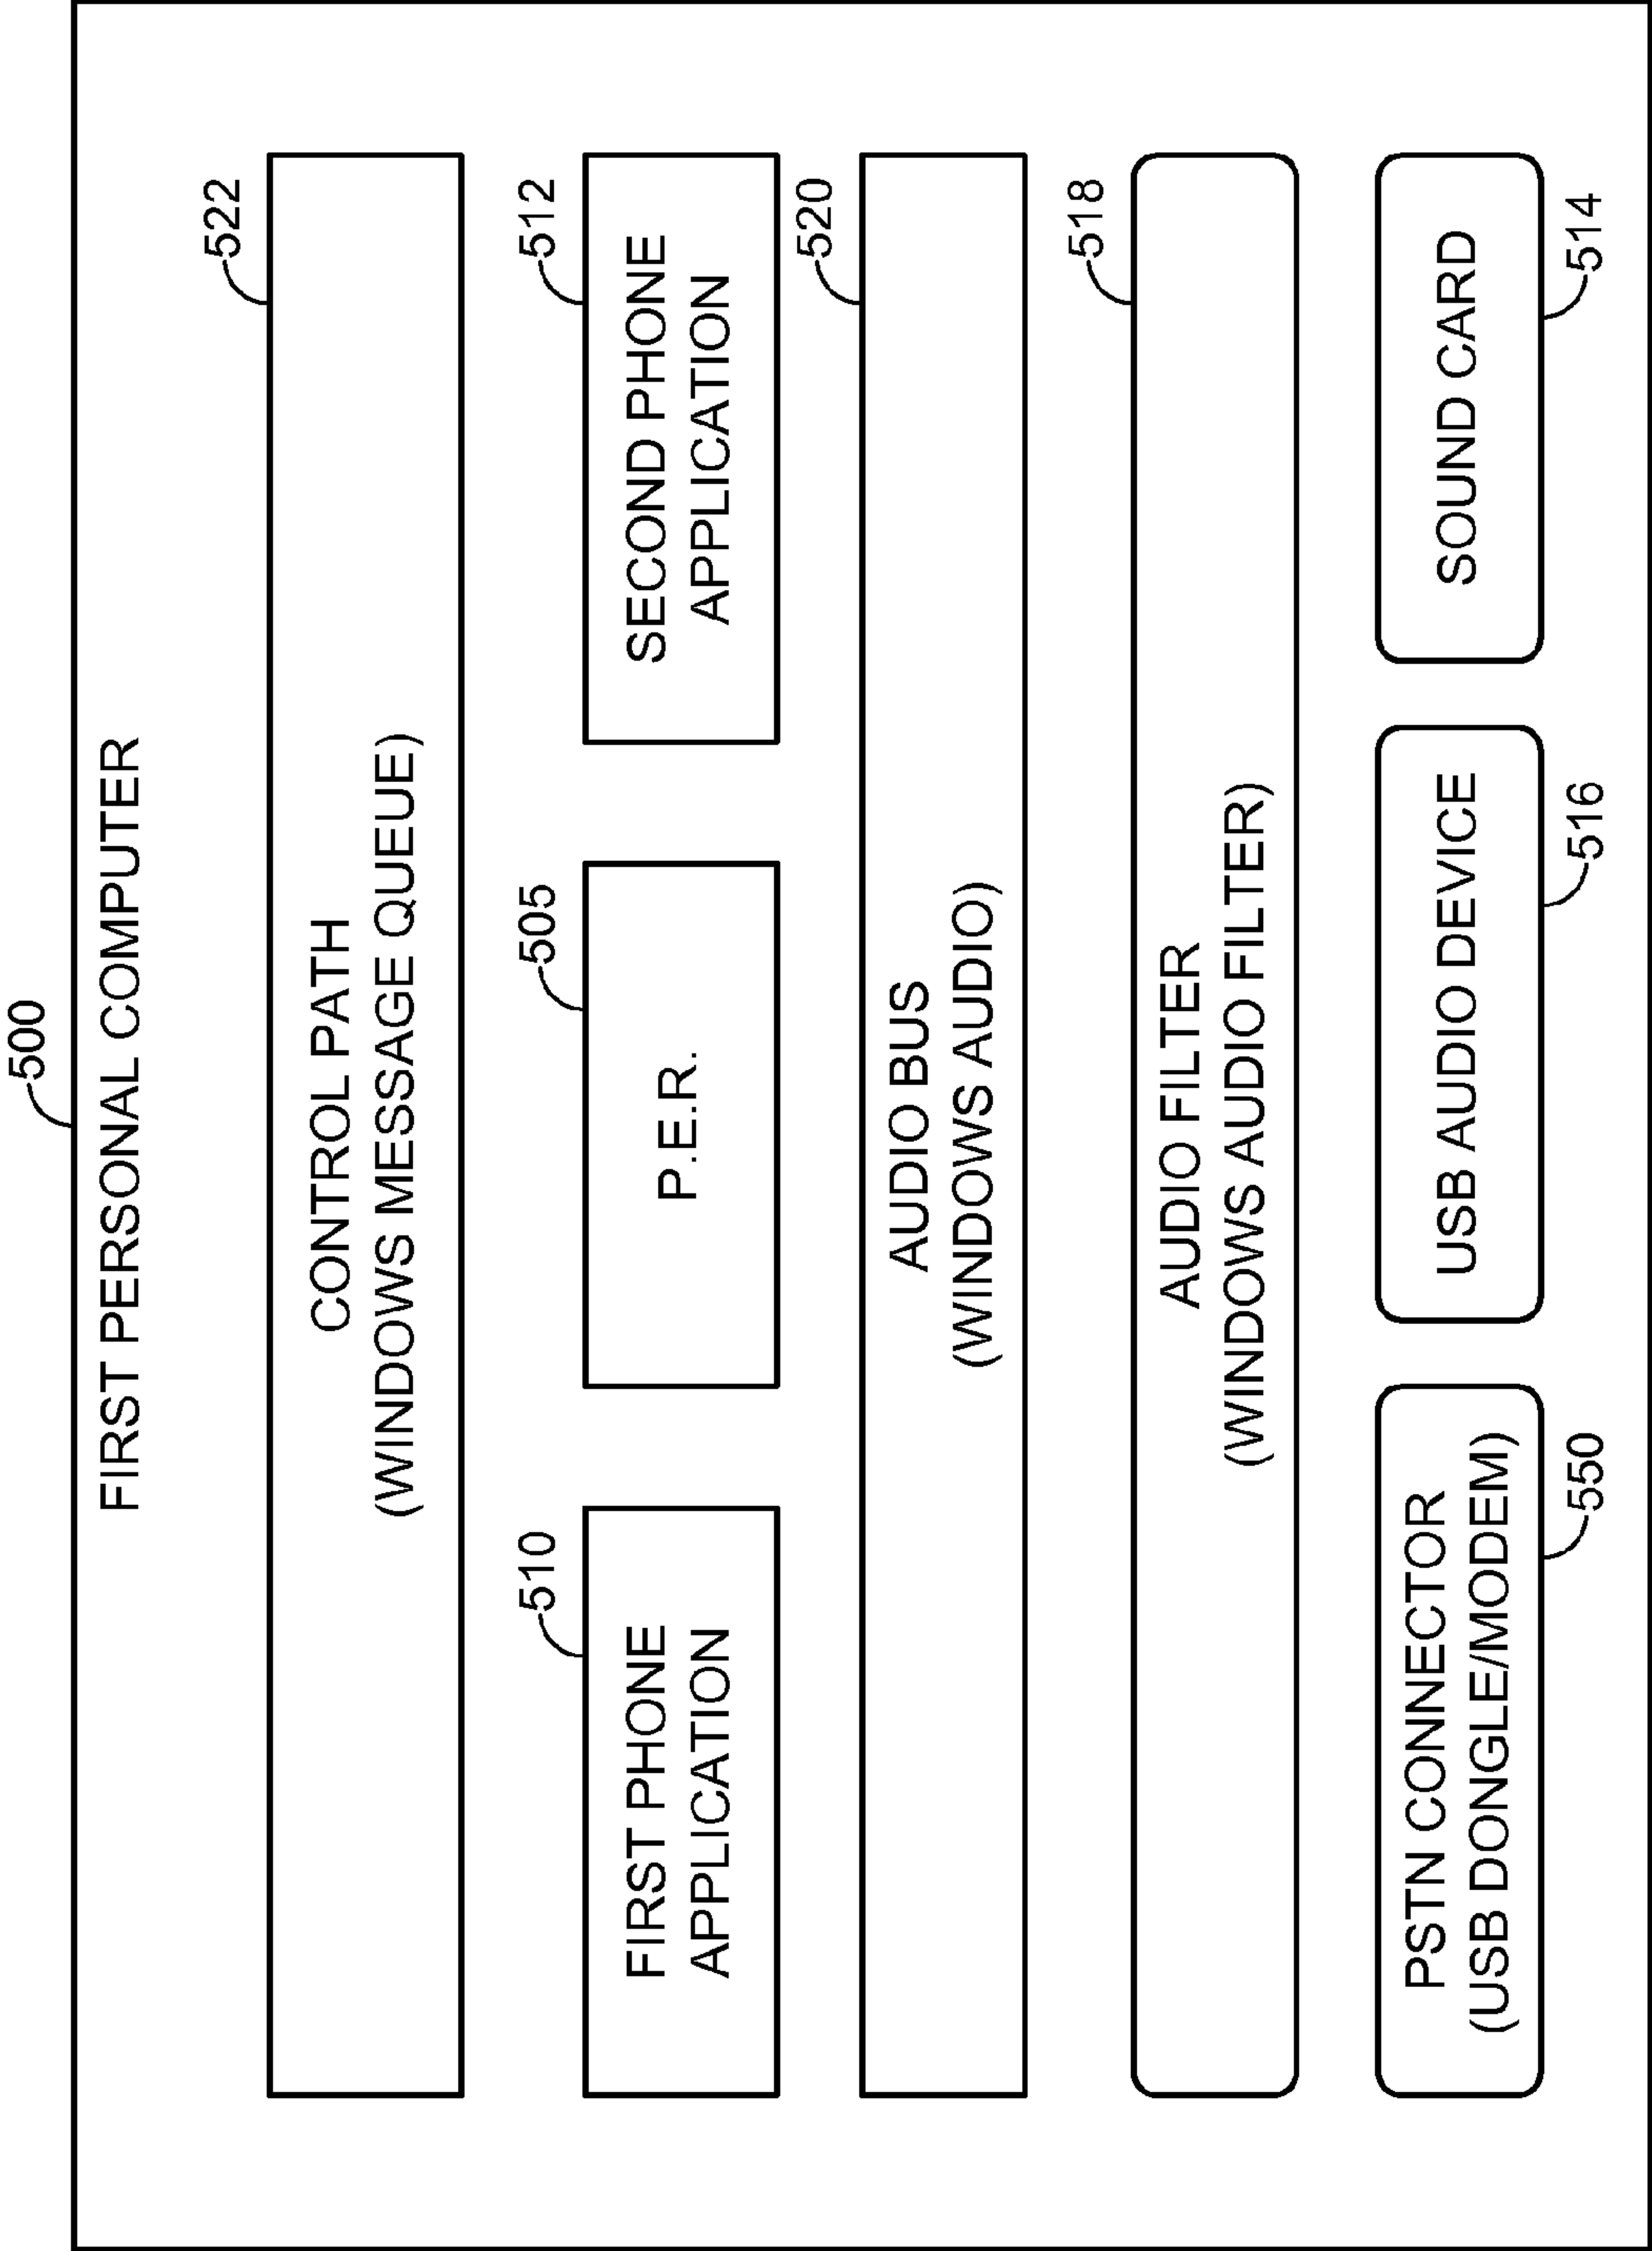 500
FIRST PERSONAL COMPUTER
522
CONTROL PATH
(WINDOWS MESSAGE QUEUE)
510
FIRST PHONE
APPLICATION
505
P.E.R.
512
SECOND PHONE
APPLICATION
520
AUDIO BUS
(WINDOWS AUDIO)
518
AUDIO FILTER
(WINDOWS AUDIO FILTER)
PSTN CONNECTOR
(USB DONGLE/MODEM)
550
USB AUDIO DEVICE
516
SOUND CARD
514